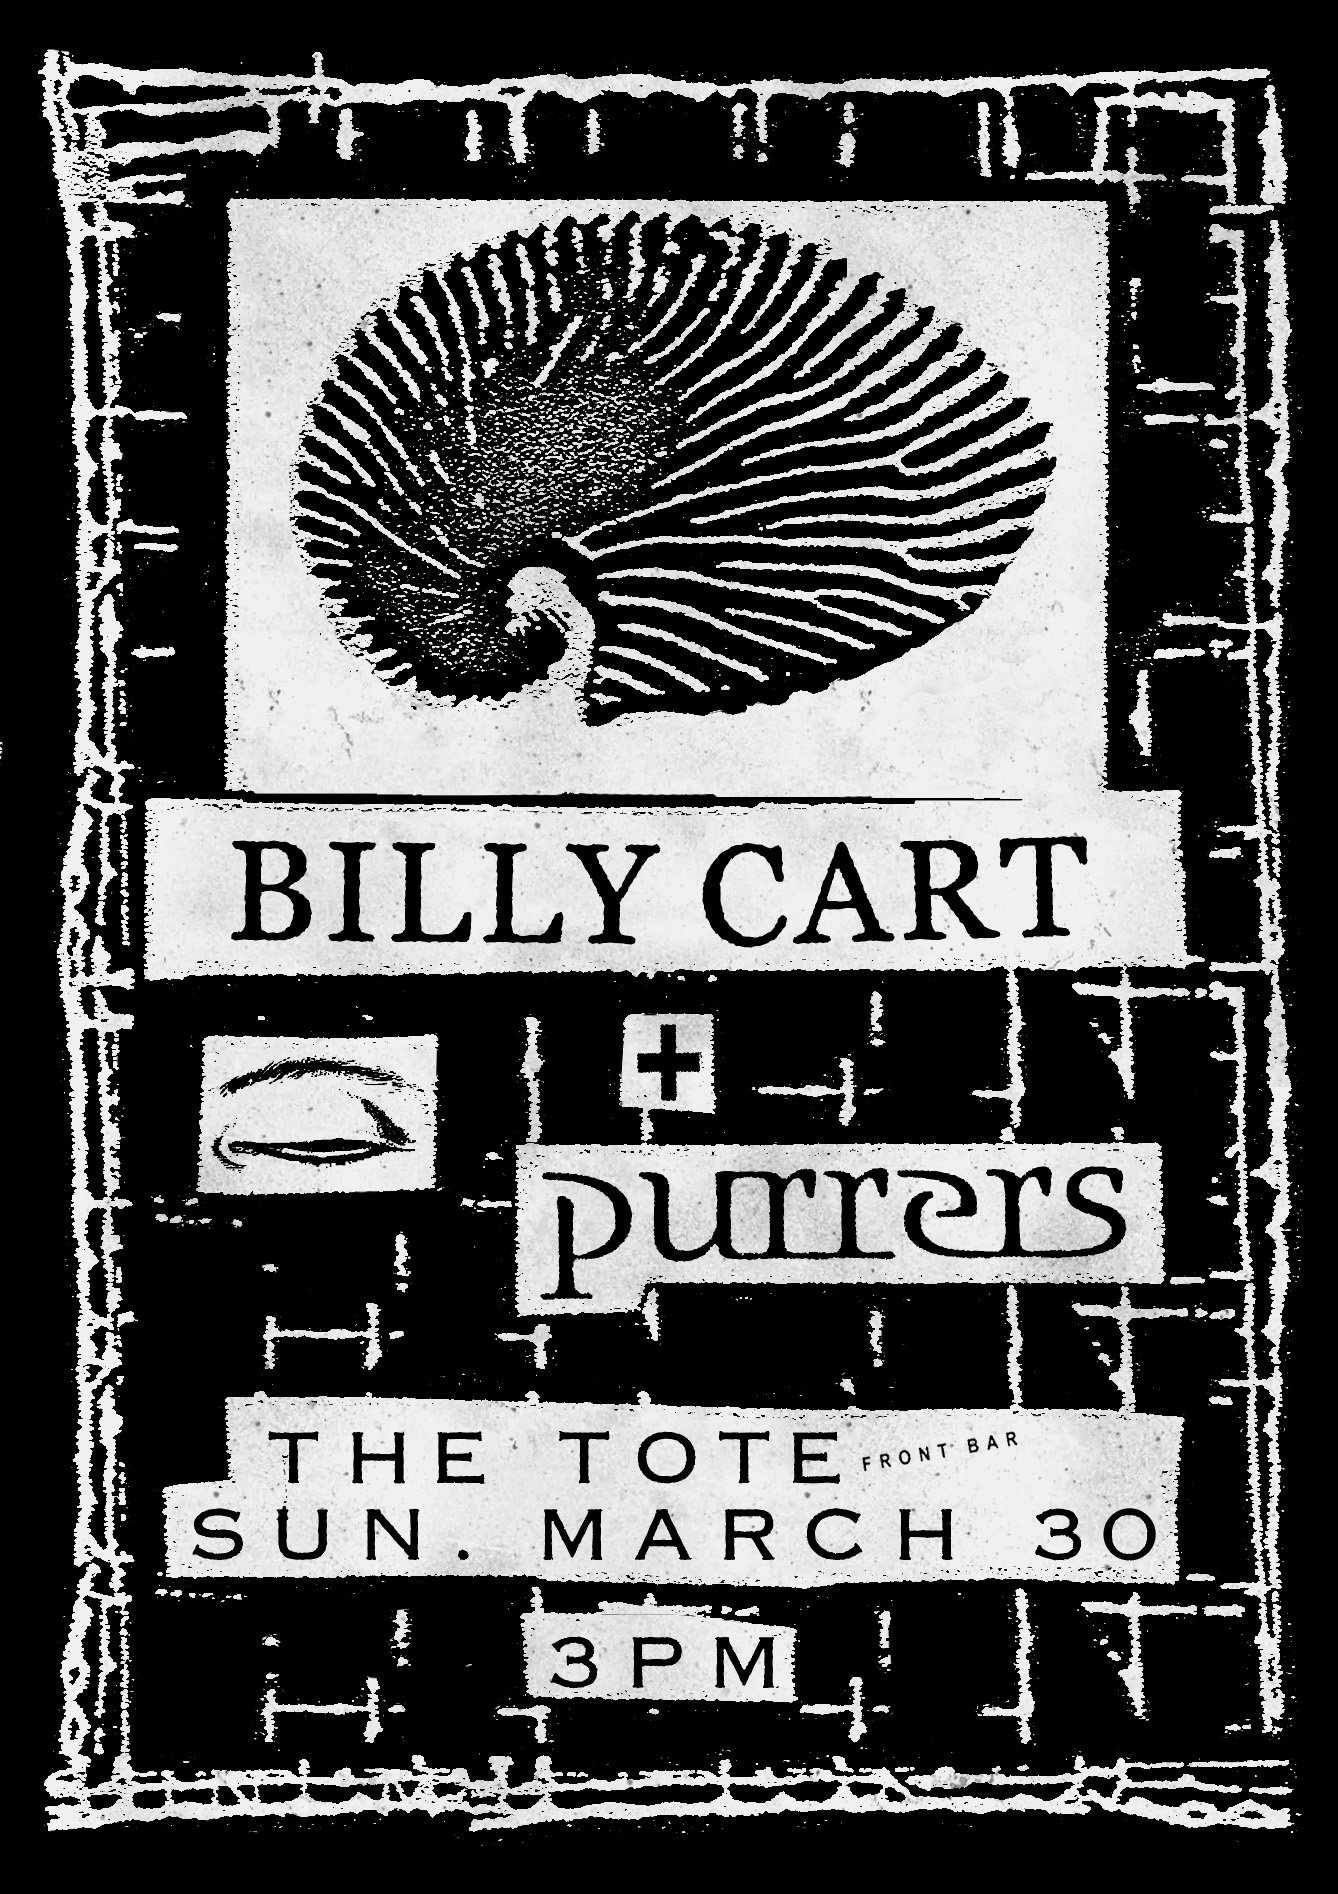 BILLY CART
+
purrers
THE TOTE FRONT BAR
SUN. MARCH 30
3PM